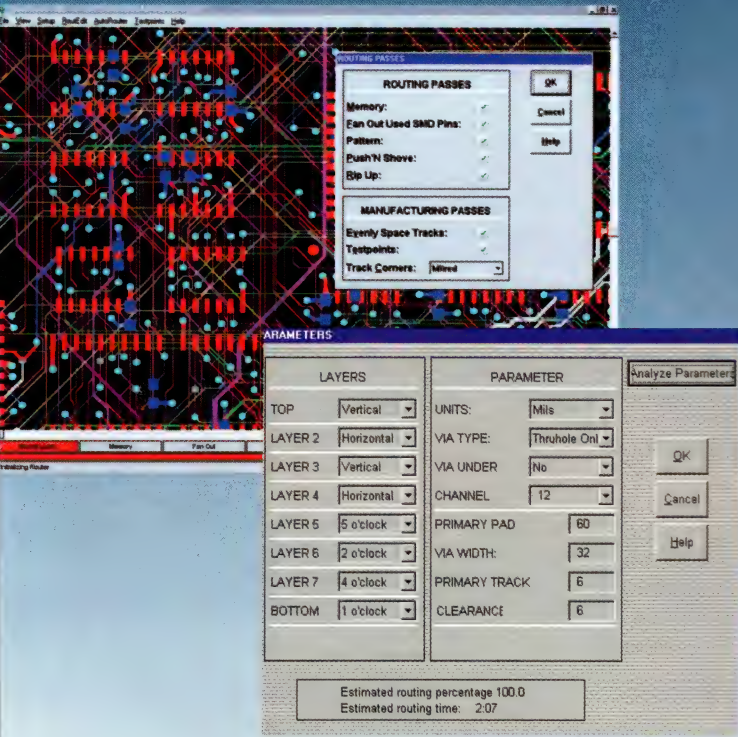 View Setup RouEdit AutoRouter Testpoints Help
ROUTING PASSES
ROUTING PASSES
Memory:
Fan Out Used SMD Pins:
Pattern:
Push'N Shove:
Rip Up:
OK
Cancel
Help
MANUFACTURING PASSES
Evenly Space Tracks:
Testpoints:
Track Corners: Mitred
Memory Fan Out
Initializing Router
ARAMETERS
LAYERS
TOP Vertical
LAYER 2 Horizontal
LAYER 3 Vertical
LAYER 4 Horizontal
LAYER 5 5 o'clock
LAYER 6 2 o'clock
LAYER 7 4 o'clock
BOTTOM 1 o'clock
PARAMETER
UNITS: Mils
VIA TYPE: Thruhole Onl
VIA UNDER No
CHANNEL 12
PRIMARY PAD 60
VIA WIDTH: 32
PRIMARY TRACK 6
CLEARANCE 6
Analyze Parameters
OK
Cancel
Help
Estimated routing percentage 100.0
Estimated routing time: 2:07